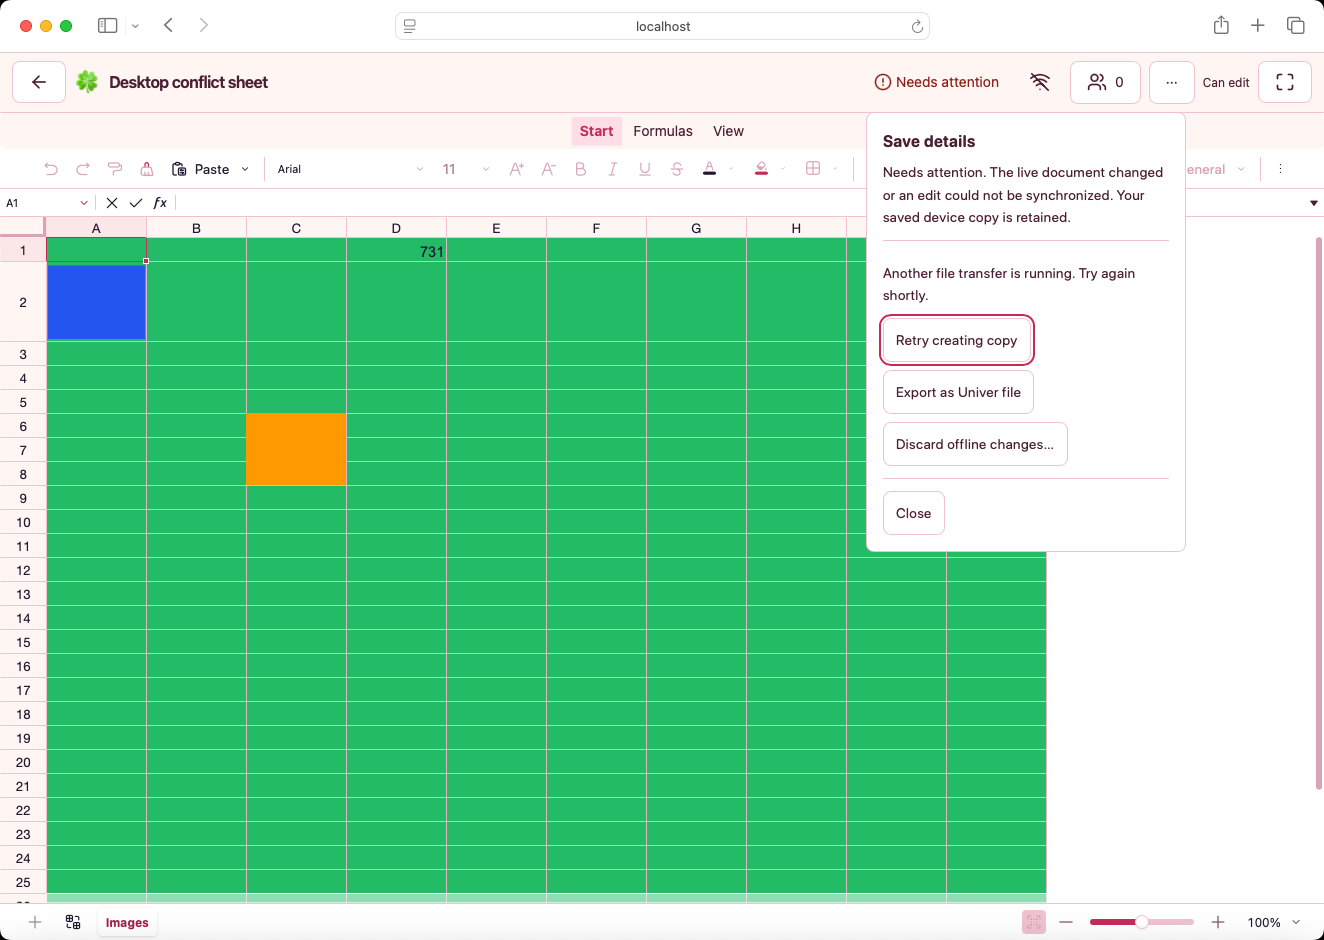 localhost
Desktop conflict sheet
Needs attention
0
...
Can edit
Start Formulas View
Paste
Arial
11
A
eneral
A1
fx
Save details
Needs attention. The live document changed
or an edit could not be synchronized. Your
saved device copy is retained.
Another file transfer is running. Try again
shortly.
Retry creating copy
Export as Univer file
Discard offline changes...
Close
A B C D E F G H
1
731
2
3
4
5
6
7
8
9
10
11
12
13
14
15
16
17
18
19
20
21
22
23
24
25
Images
100%